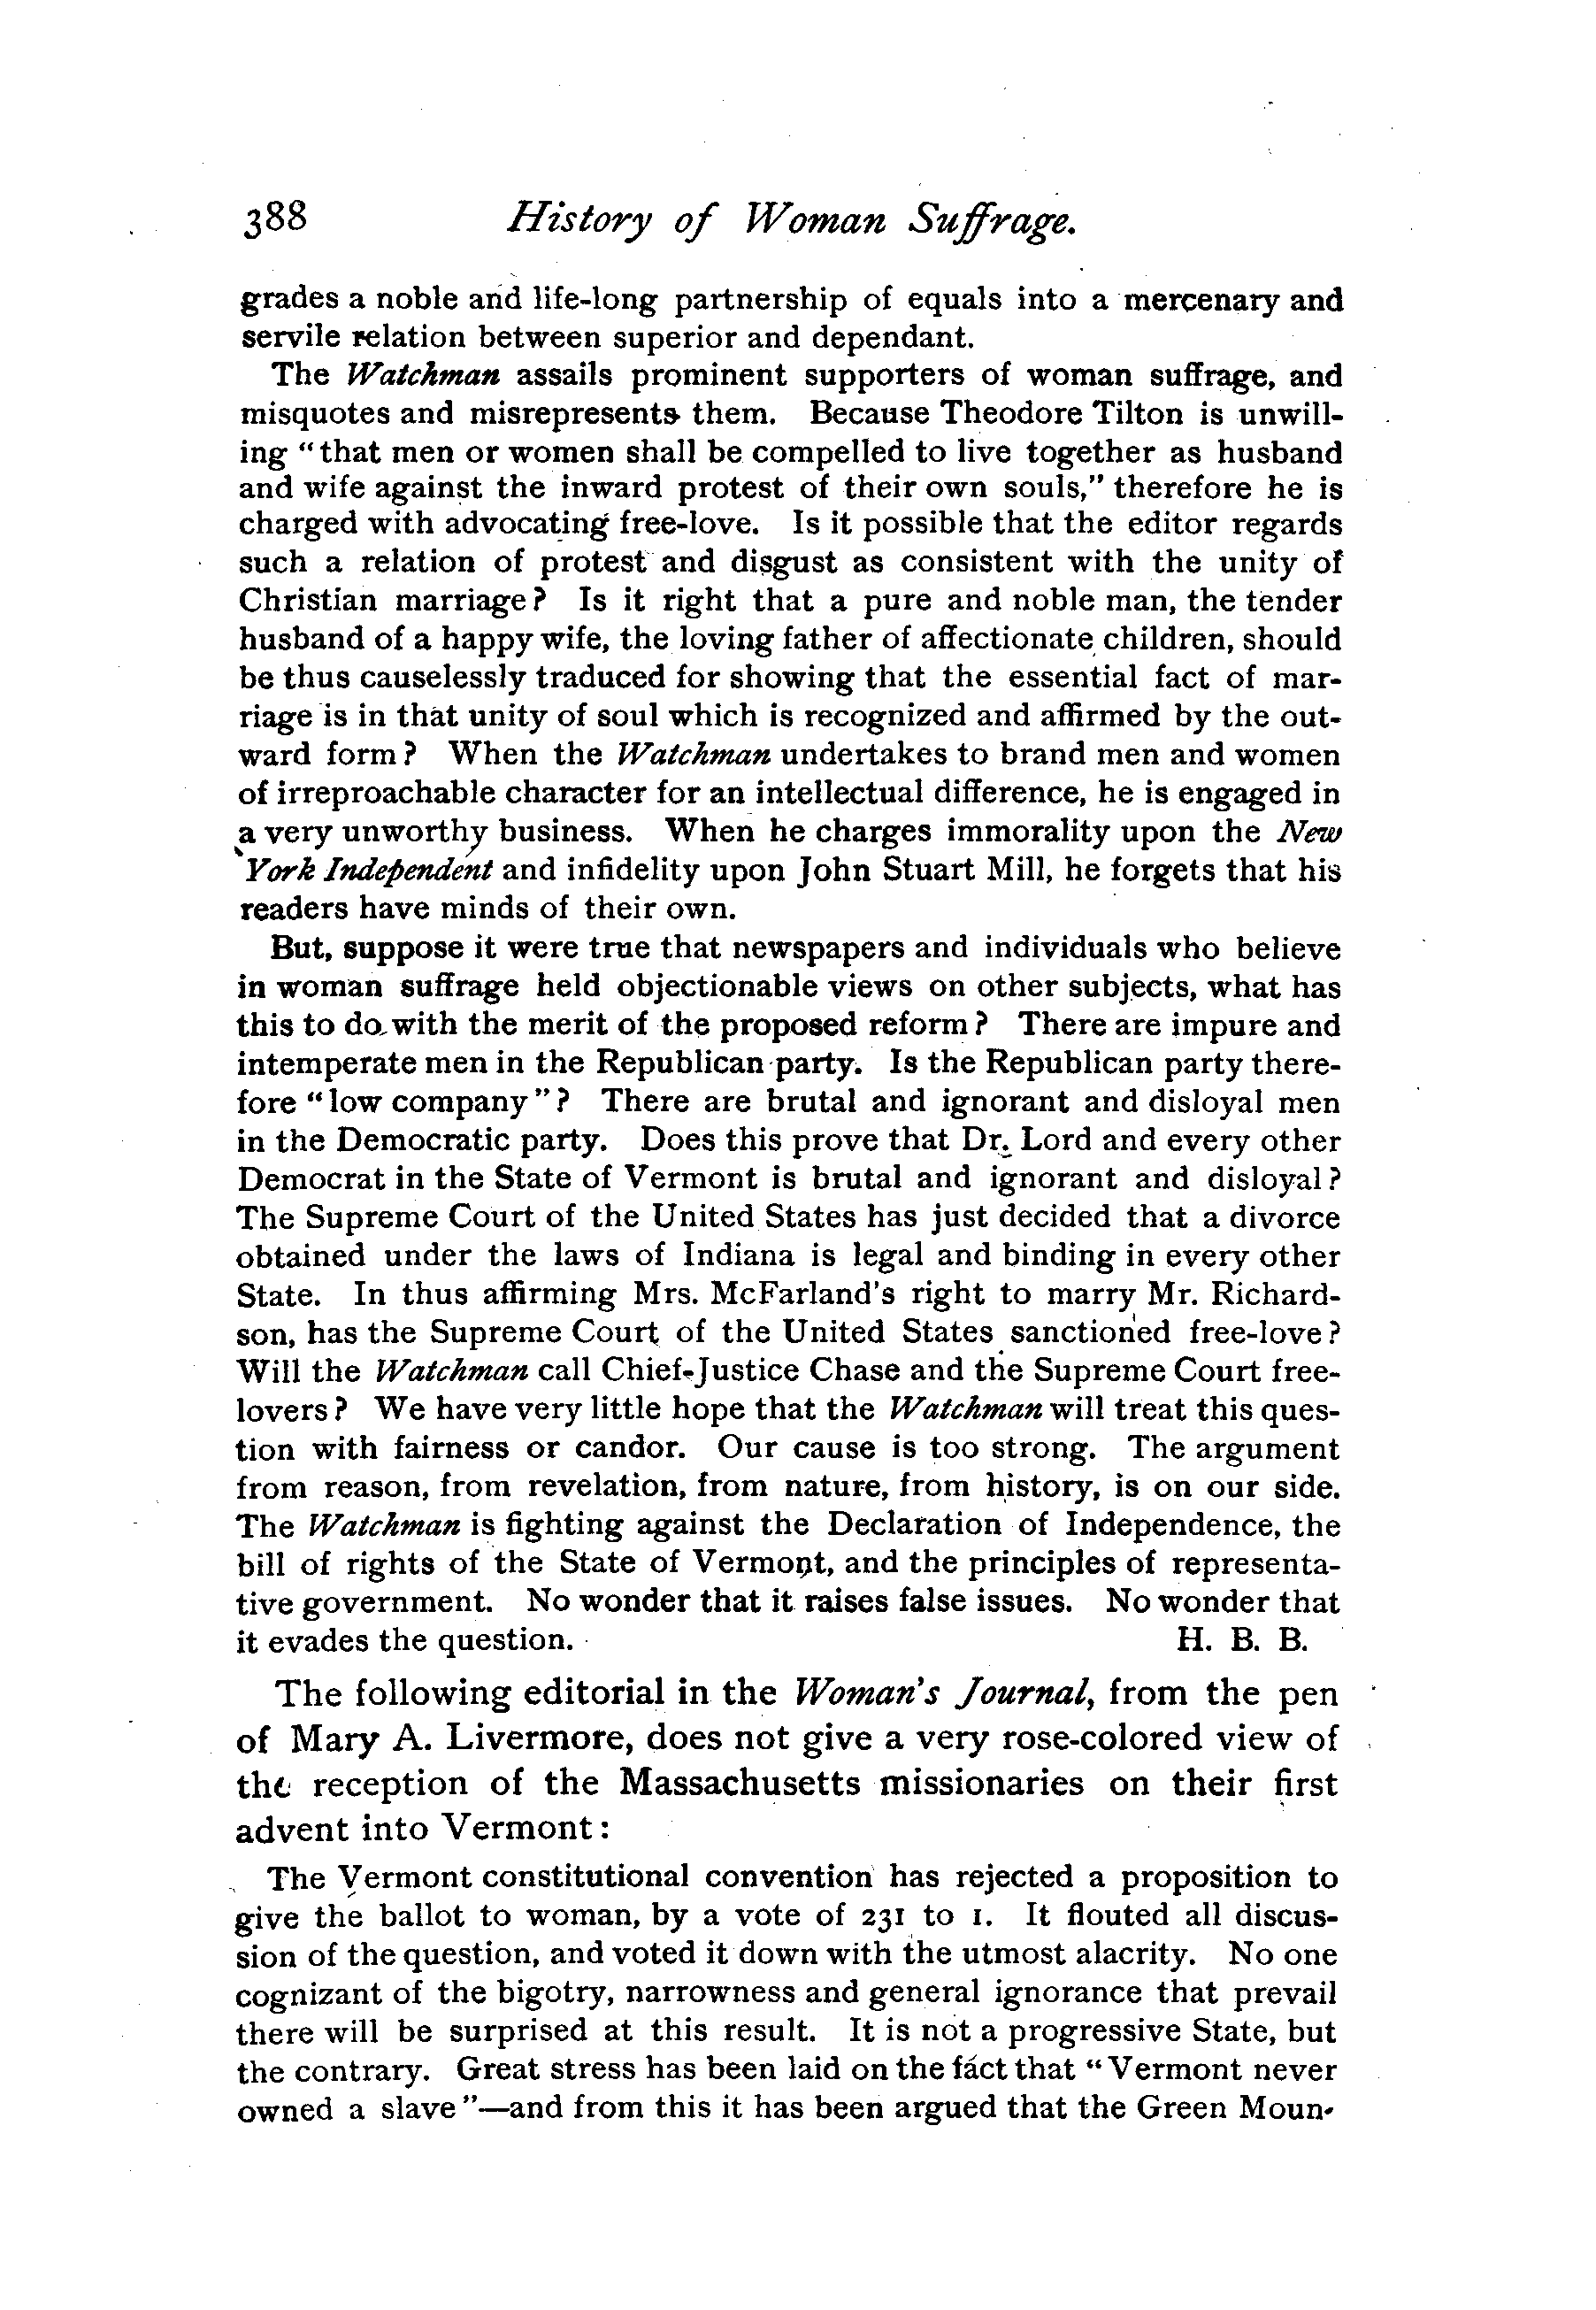 388 History of Woman Suffrage.
grades a noble and life-long partnership of equals into a mercenary and
servile relation between superior and dependant.
The Watchman assails prominent supporters of woman suffrage, and
misquotes and misrepresents them. Because Theodore Tilton is unwill-
ing "that men or women shall be compelled to live together as husband
and wife against the inward protest of their own souls," therefore he is
charged with advocating free-love. Is it possible that the editor regards
such a relation of protest and disgust as consistent with the unity of
Christian marriage? Is it right that a pure and noble man, the tender
husband of a happy wife, the loving father of affectionate children, should
be thus causelessly traduced for showing that the essential fact of mar-
riage is in that unity of soul which is recognized and affirmed by the out-
ward form? When the Watchman undertakes to brand men and women
of irreproachable character for an intellectual difference, he is engaged in
a very unworthy business. When he charges immorality upon the New
York Independent and infidelity upon John Stuart Mill, he forgets that his
readers have minds of their own.
But, suppose it were true that newspapers and individuals who believe
in woman suffrage held objectionable views on other subjects, what has
this to do with the merit of the proposed reform? There are impure and
intemperate men in the Republican party. Is the Republican party there-
fore "low company"? There are brutal and ignorant and disloyal men
in the Democratic party. Does this prove that Dr. Lord and every other
Democrat in the State of Vermont is brutal and ignorant and disloyal?
The Supreme Court of the United States has just decided that a divorce
obtained under the laws of Indiana is legal and binding in every other
State. In thus affirming Mrs. McFarland's right to marry Mr. Richard-
son, has the Supreme Court of the United States sanctioned free-love?
Will the Watchman call Chief-Justice Chase and the Supreme Court free-
lovers? We have very little hope that the Watchman will treat this ques-
tion with fairness or candor. Our cause is too strong. The argument
from reason, from revelation, from nature, from history, is on our side.
The Watchman is fighting against the Declaration of Independence, the
bill of rights of the State of Vermont, and the principles of representa-
tive government. No wonder that it raises false issues. No wonder that
it evades the question. H. B. B.
The following editorial in the Woman's Journal, from the pen
of Mary A. Livermore, does not give a very rose-colored view of
the reception of the Massachusetts missionaries on their first
advent into Vermont:
The Vermont constitutional convention has rejected a proposition to
give the ballot to woman, by a vote of 231 to 1. It flouted all discus-
sion of the question, and voted it down with the utmost alacrity. No one
cognizant of the bigotry, narrowness and general ignorance that prevail
there will be surprised at this result. It is not a progressive State, but
the contrary. Great stress has been laid on the fact that "Vermont never
owned a slave"—and from this it has been argued that the Green Moun-